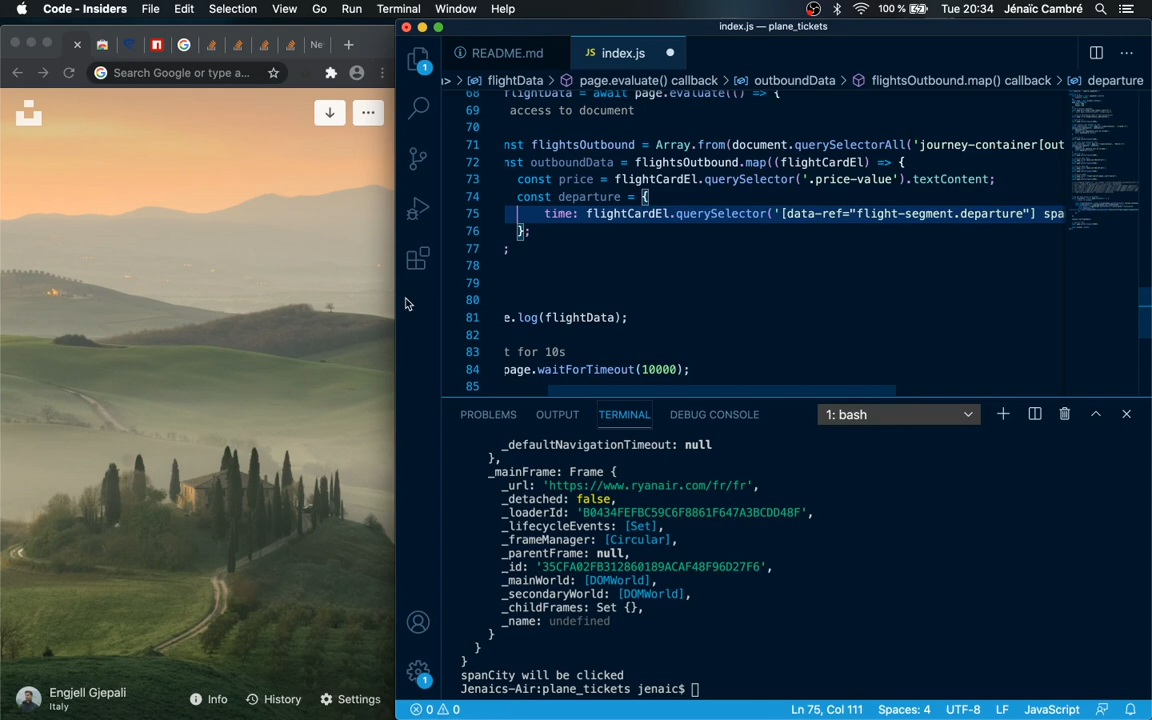 Code - Insiders File Edit Selection View Go Run Terminal Window Help 100 % Tue 20:34 Jénaïc Cambré
index.js — plane_tickets
Ne
Search Google or type a...
Engjell Gjepali
Italy
Info History Settings
1
README.md JS index.js
> flightData > page.evaluate() callback > outboundData > flightsOutbound.map() callback > departure
68 flightData = await page.evaluate(() => {
69 access to document
70
71 nst flightsOutbound = Array.from(document.querySelectorAll('journey-container[out
72 nst outboundData = flightsOutbound.map((flightCardEl) => {
73 const price = flightCardEl.querySelector('.price-value').textContent;
74 const departure = {
75 time: flightCardEl.querySelector('[data-ref="flight-segment.departure"] spa
76 };
77 ;
78
79
80
81 e.log(flightData);
82
83 t for 10s
84 page.waitForTimeout(10000);
85
PROBLEMS OUTPUT TERMINAL DEBUG CONSOLE 1: bash
_defaultNavigationTimeout: null
},
_mainFrame: Frame {
_url: 'https://www.ryanair.com/fr/fr',
_detached: false,
_loaderId: 'B0434FEFBC59C6F8861F647A3BCDD48F',
_lifecycleEvents: [Set],
_frameManager: [Circular],
_parentFrame: null,
_id: '35CFA02FB312860189ACAF48F96D27F6',
_mainWorld: [DOMWorld],
_secondaryWorld: [DOMWorld],
_childFrames: Set {},
_name: undefined
}
}
}
spanCity will be clicked
Jenaics-Air:plane_tickets jenaic$
1
0 0 Ln 75, Col 111 Spaces: 4 UTF-8 LF JavaScript